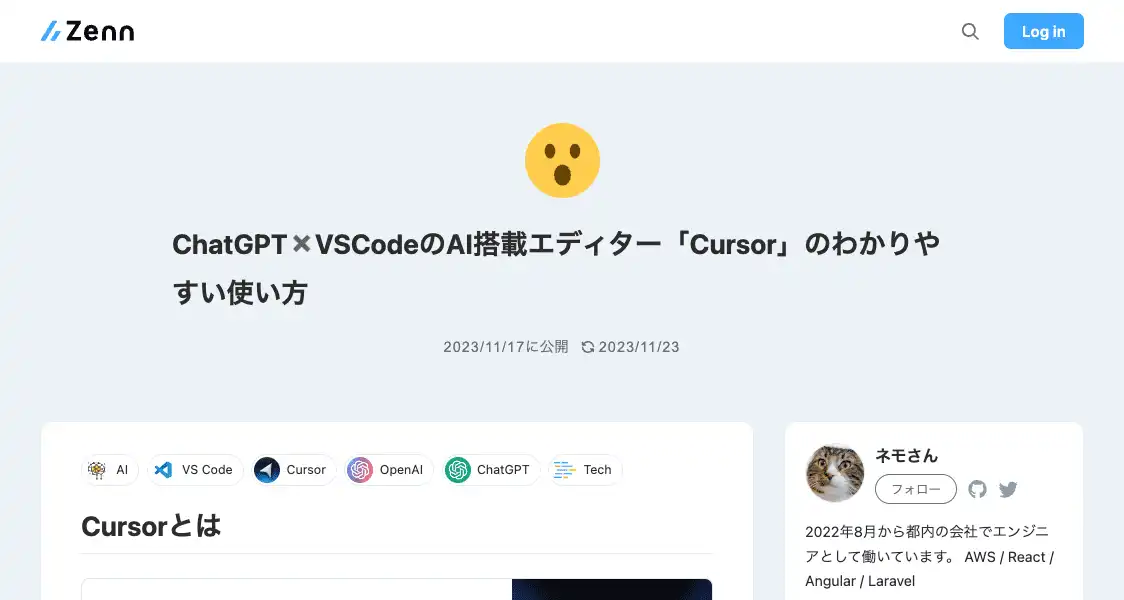 Zenn
Log in
ChatGPT✖️VSCodeのAI搭載エディター「Cursor」のわかりや
すい使い方
2023/11/17に公開 2023/11/23
AI VS Code Cursor OpenAI ChatGPT Tech
Cursorとは
ネモさん
フォロー
2022年8月から都内の会社でエンジニ
アとして働いています。 AWS / React /
Angular / Laravel